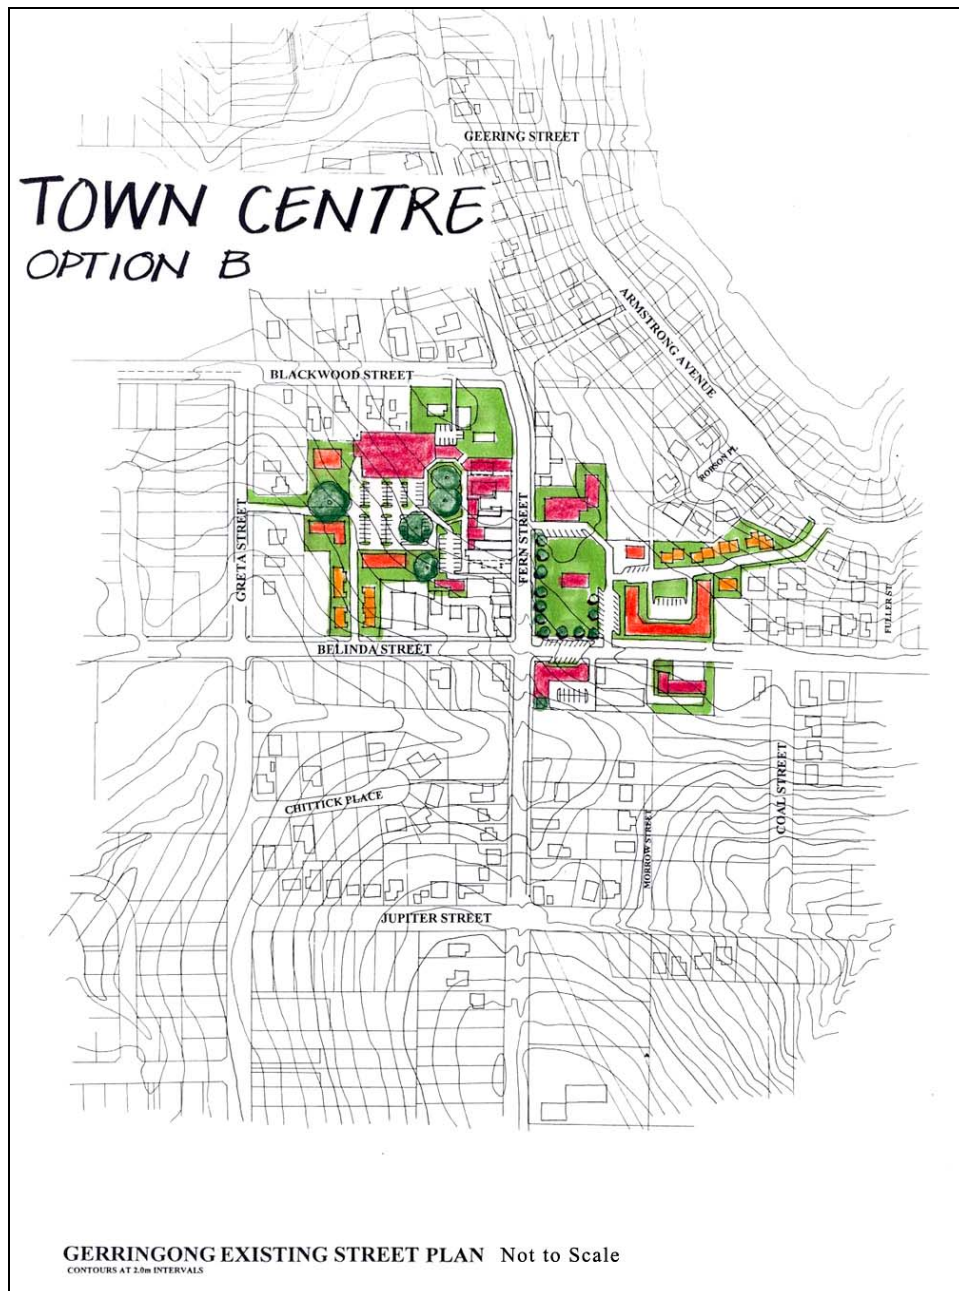 GEERING STREET
TOWN CENTRE
OPTION B
ARMSTRONG AVENUE
BLACKWOOD STREET
ROBSON PL.
GRETA STREET
FERN STREET
FULLER ST
BELINDA STREET
COAL STREET
CHITTICK PLACE
MORROW STREET
JUPITER STREET
GERRINGONG EXISTING STREET PLAN Not to Scale
CONTOURS AT 2.0m INTERVALS